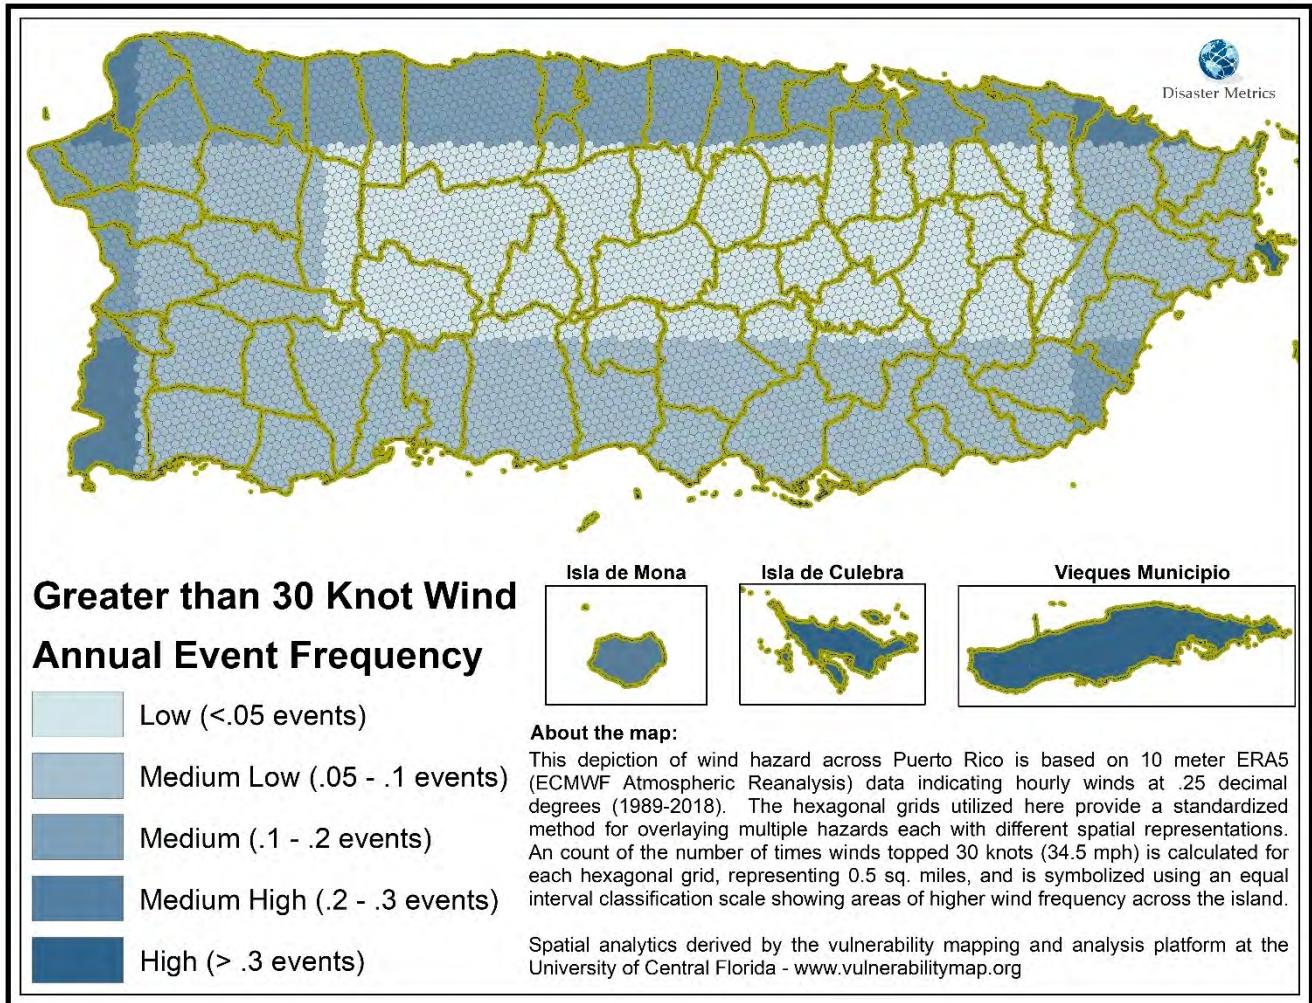 Disaster Metrics
Isla de Mona
Isla de Culebra
Vieques Municipio
Greater than 30 Knot Wind
Annual Event Frequency
Low (<.05 events)
Medium Low (.05 - .1 events)
Medium (.1 - .2 events)
Medium High (.2 - .3 events)
High (> .3 events)
About the map:
This depiction of wind hazard across Puerto Rico is based on 10 meter ERA5
(ECMWF Atmospheric Reanalysis) data indicating hourly winds at .25 decimal
degrees (1989-2018). The hexagonal grids utilized here provide a standardized
method for overlaying multiple hazards each with different spatial representations.
An count of the number of times winds topped 30 knots (34.5 mph) is calculated for
each hexagonal grid, representing 0.5 sq. miles, and is symbolized using an equal
interval classification scale showing areas of higher wind frequency across the island.
Spatial analytics derived by the vulnerability mapping and analysis platform at the
University of Central Florida - www.vulnerabilitymap.org